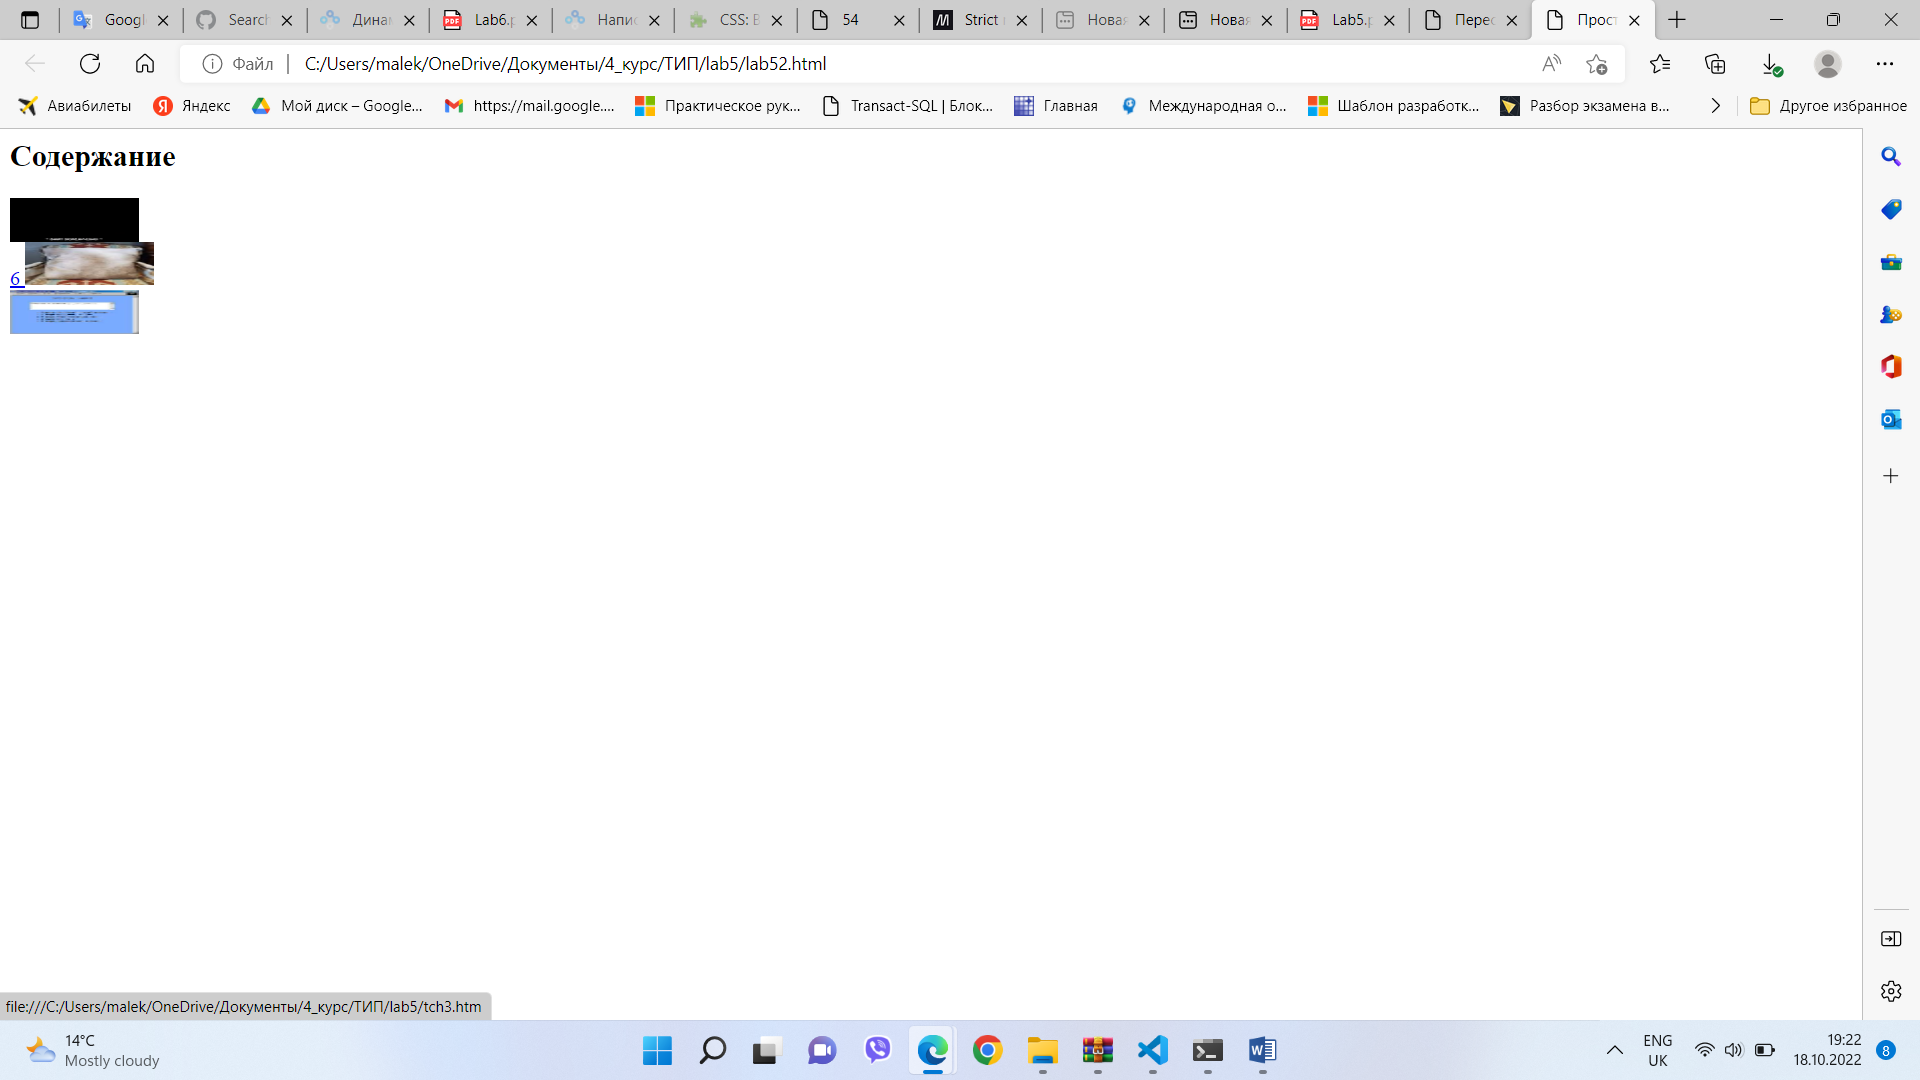 Googl
Search
Динам
Lab6.p
Напис
CSS: В
54
Strict m
Новая
Новая
Lab5.p
Перес
Прост
Файл
C:/Users/malek/OneDrive/Документы/4_курс/ТИП/lab5/lab52.html
Авиабилеты
Яндекс
Мой диск – Google...
https://mail.google....
Практическое рук...
Transact-SQL | Блок...
Главная
Международная о...
Шаблон разработк...
Разбор экзамена в...
Другое избранное
Содержание
6
file:///C:/Users/malek/OneDrive/Документы/4_курс/ТИП/lab5/tch3.htm
14°C
Mostly cloudy
ENG
UK
19:22
18.10.2022
8